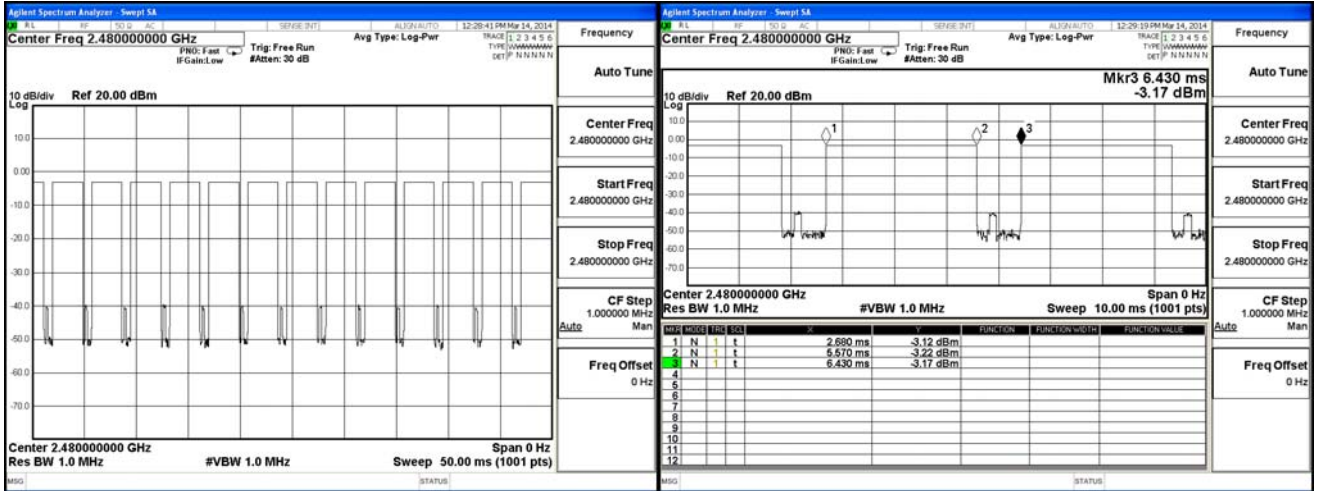 Agilent Spectrum Analyzer - Swept SA
RL RF 50 Ω AC SENSE:INT ALIGN AUTO 12:28:41 PM Mar 14, 2014
Center Freq 2.480000000 GHz
PNO: Fast
IFGain:Low
Trig: Free Run
#Atten: 30 dB
Avg Type: Log-Pwr
TRACE 1 2 3 4 5 6
TYPE
DET P N N N N N
10 dB/div Ref 20.00 dBm
Log
10.0
0.00
-10.0
-20.0
-30.0
-40.0
-50.0
-60.0
-70.0
Center 2.480000000 GHz Span 0 Hz
Res BW 1.0 MHz #VBW 1.0 MHz Sweep 50.00 ms (1001 pts)
MSG STATUS
Frequency
Auto Tune
Center Freq
2.480000000 GHz
Start Freq
2.480000000 GHz
Stop Freq
2.480000000 GHz
CF Step
1.000000 MHz
Auto Man
Freq Offset
0 Hz
Agilent Spectrum Analyzer - Swept SA
RL RF 50 Ω AC SENSE:INT ALIGN AUTO 12:29:19 PM Mar 14, 2014
Center Freq 2.480000000 GHz
PNO: Fast
IFGain:Low
Trig: Free Run
#Atten: 30 dB
Avg Type: Log-Pwr
TRACE 1 2 3 4 5 6
TYPE
DET P N N N N N
Mkr3 6.430 ms
-3.17 dBm
10 dB/div Ref 20.00 dBm
Log
10.0
0.00
-10.0
-20.0
-30.0
-40.0
-50.0
-60.0
-70.0
1 2 3
Center 2.480000000 GHz Span 0 Hz
Res BW 1.0 MHz #VBW 1.0 MHz Sweep 10.00 ms (1001 pts)
MKR MODE TRC SCL X Y FUNCTION FUNCTION WIDTH FUNCTION VALUE
1 N 1 t 2.680 ms -3.12 dBm
2 N 1 t 5.570 ms -3.22 dBm
3 N 1 t 6.430 ms -3.17 dBm
4
5
6
7
8
9
10
11
12
MSG STATUS
Frequency
Auto Tune
Center Freq
2.480000000 GHz
Start Freq
2.480000000 GHz
Stop Freq
2.480000000 GHz
CF Step
1.000000 MHz
Auto Man
Freq Offset
0 Hz